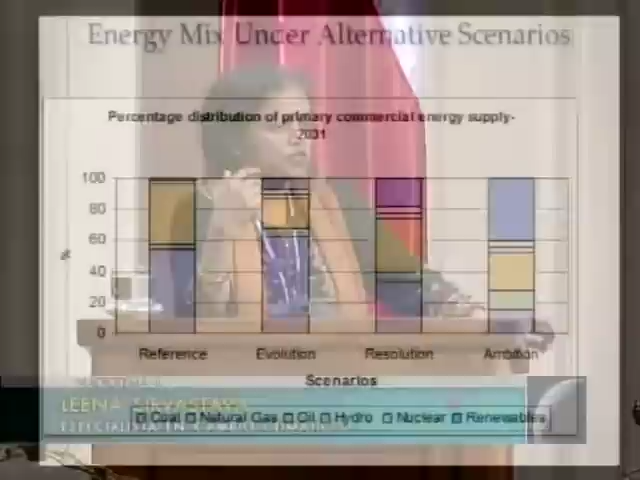 Energy Mix Uncer Alternative Scenarios
Percentage distribution of primary commercial energy supply-
2031
100
80
60
40
20
0
%
Reference Evolution Resolution Ambition
Scenarios
LEENA
Coal Natural Gas Oil Hydro Nuclear Renewables